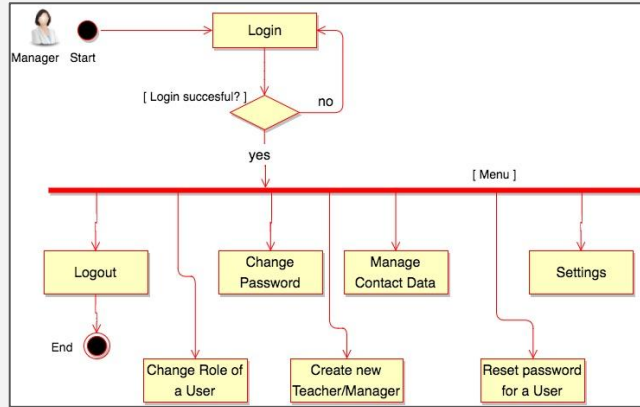 Login
Manager Start
[ Login succesful? ]
no
yes
[ Menu ]
Logout
Change
Password
Manage
Contact Data
Settings
End
Change Role of
a User
Create new
Teacher/Manager
Reset password
for a User